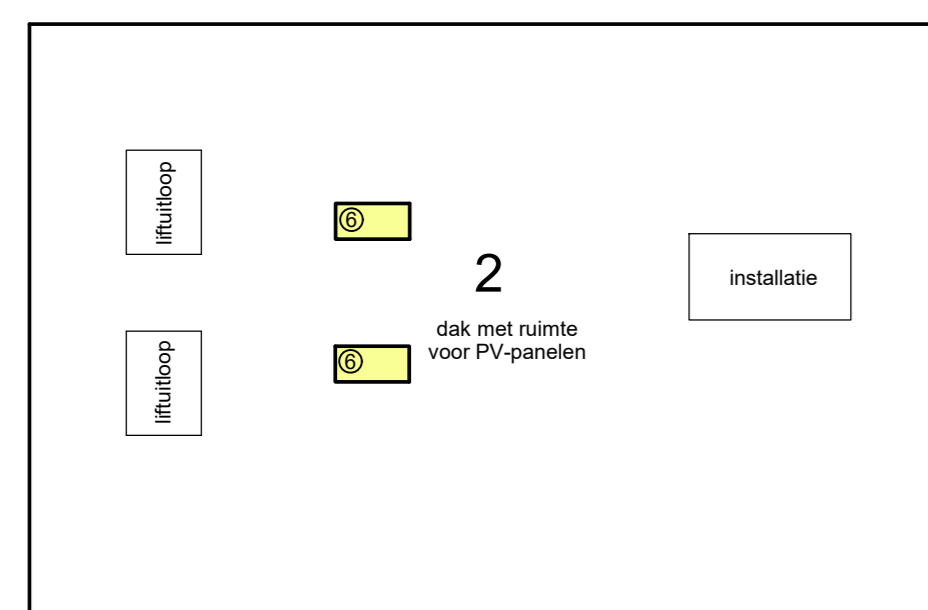 liftuitloop
⑥
2
installatie
dak met ruimte
voor PV-panelen
liftuitloop
⑥